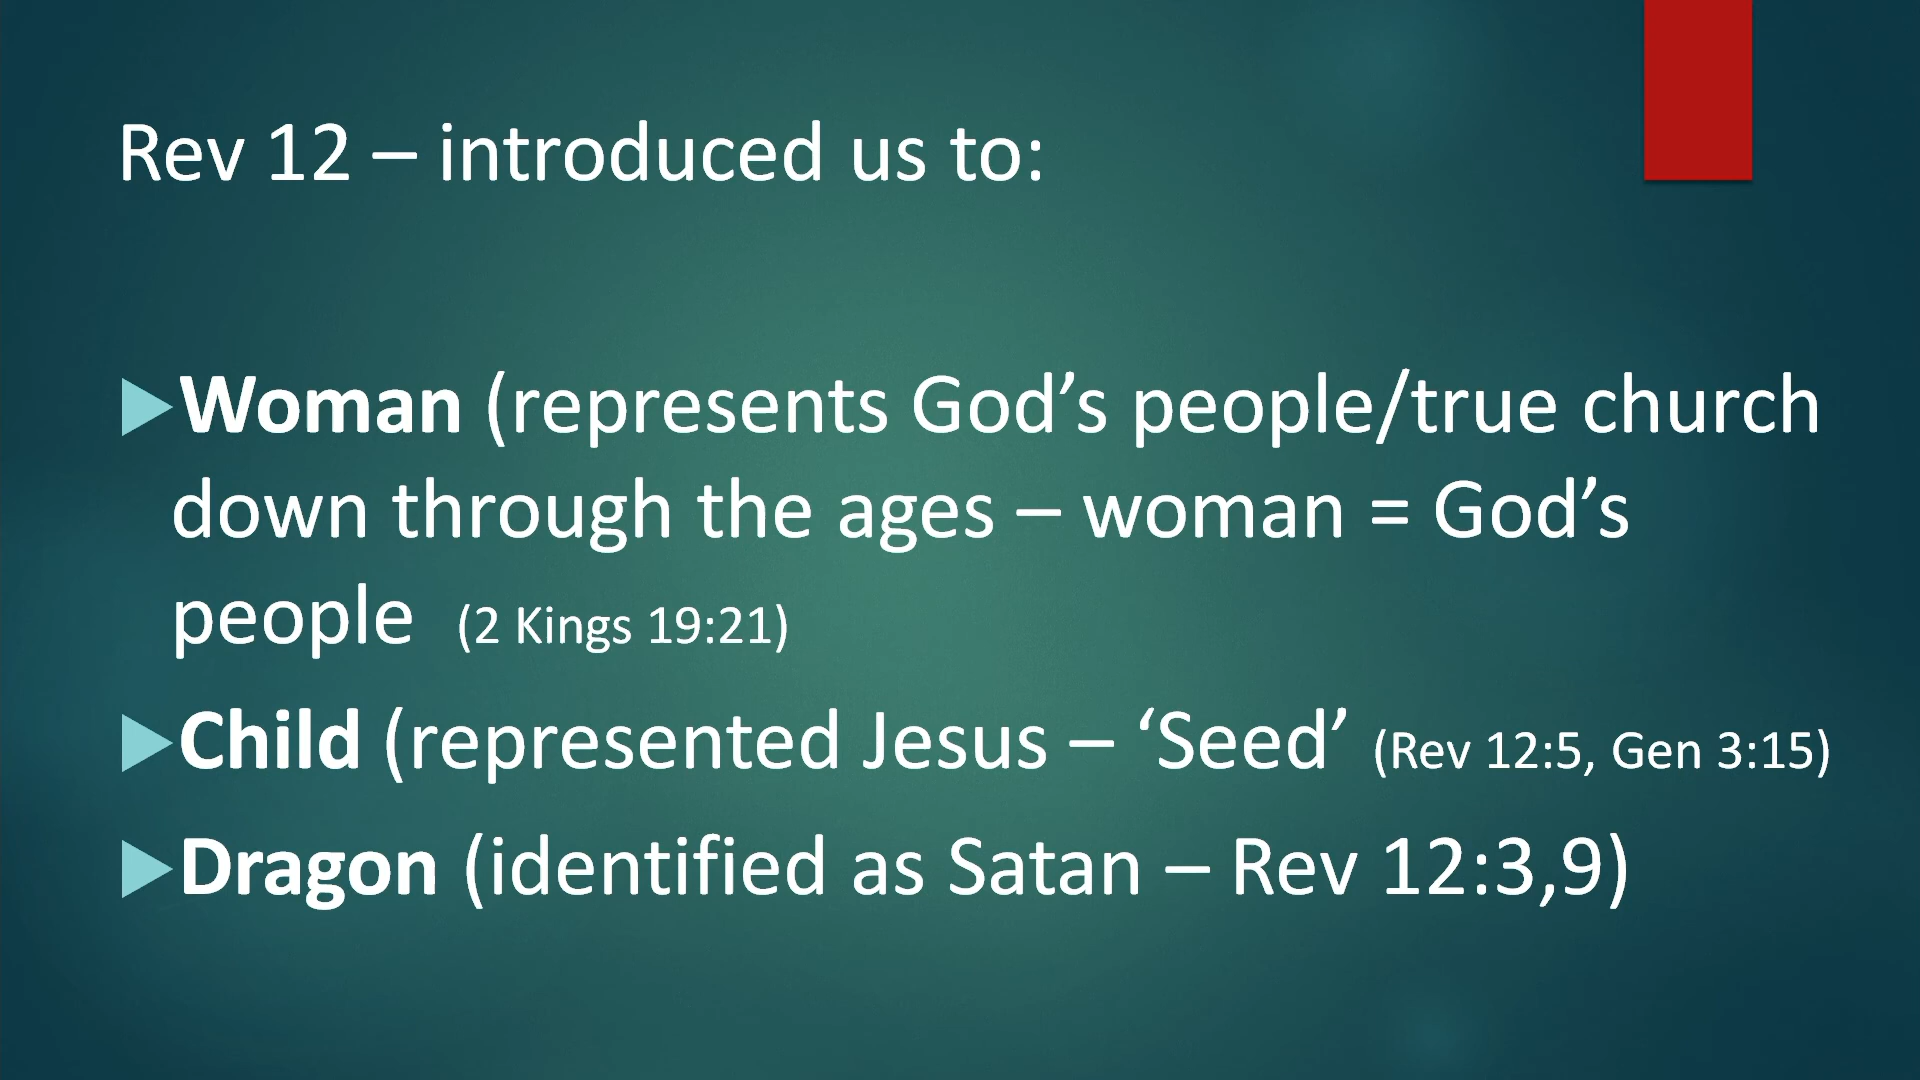 Rev 12 – introduced us to:
Woman (represents God’s people/true church
down through the ages – woman = God’s
people (2 Kings 19:21)
Child (represented Jesus – ‘Seed’ (Rev 12:5, Gen 3:15)
Dragon (identified as Satan – Rev 12:3,9)